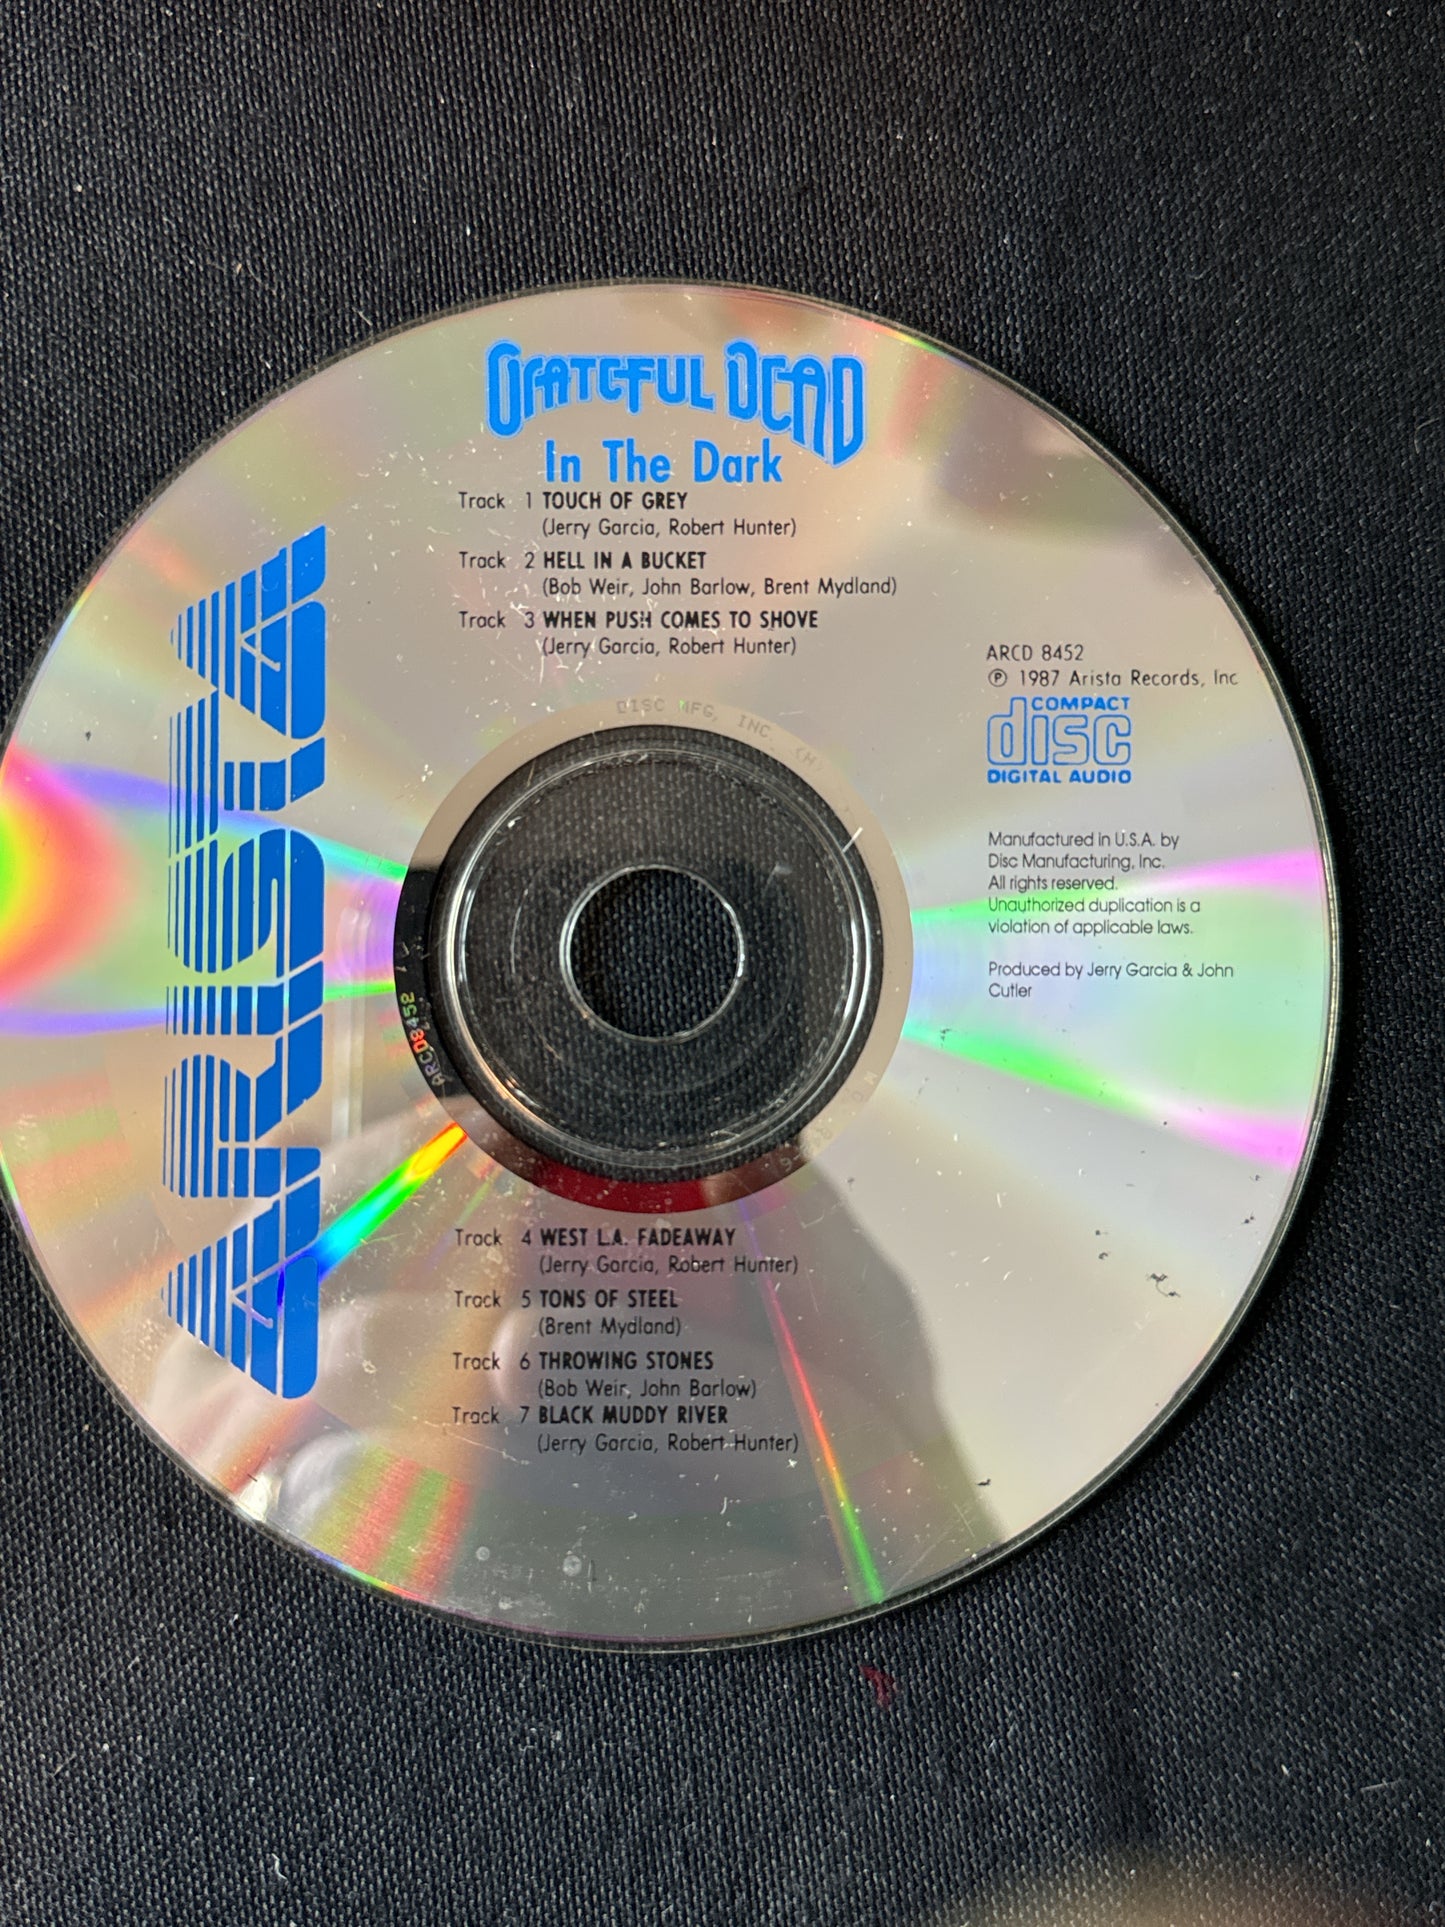 GRATEFUL DEAD
In The Dark
Track 1 TOUCH OF GREY
(Jerry Garcia, Robert Hunter)
Track 2 HELL IN A BUCKET
(Bob Weir, John Barlow, Brent Mydland)
Track 3 WHEN PUSH COMES TO SHOVE
(Jerry Garcia, Robert Hunter)
ARISTA
ARCD 8452
℗ 1987 Arista Records, Inc
COMPACT
disc
DIGITAL AUDIO
Manufactured in U.S.A. by
Disc Manufacturing, Inc.
All rights reserved.
Unauthorized duplication is a
violation of applicable laws.
Produced by Jerry Garcia & John
Cutler
DISC MFG, INC. (H)
ARCD8452
Track 4 WEST L.A. FADEAWAY
(Jerry Garcia, Robert Hunter)
Track 5 TONS OF STEEL
(Brent Mydland)
Track 6 THROWING STONES
(Bob Weir, John Barlow)
Track 7 BLACK MUDDY RIVER
(Jerry Garcia, Robert Hunter)